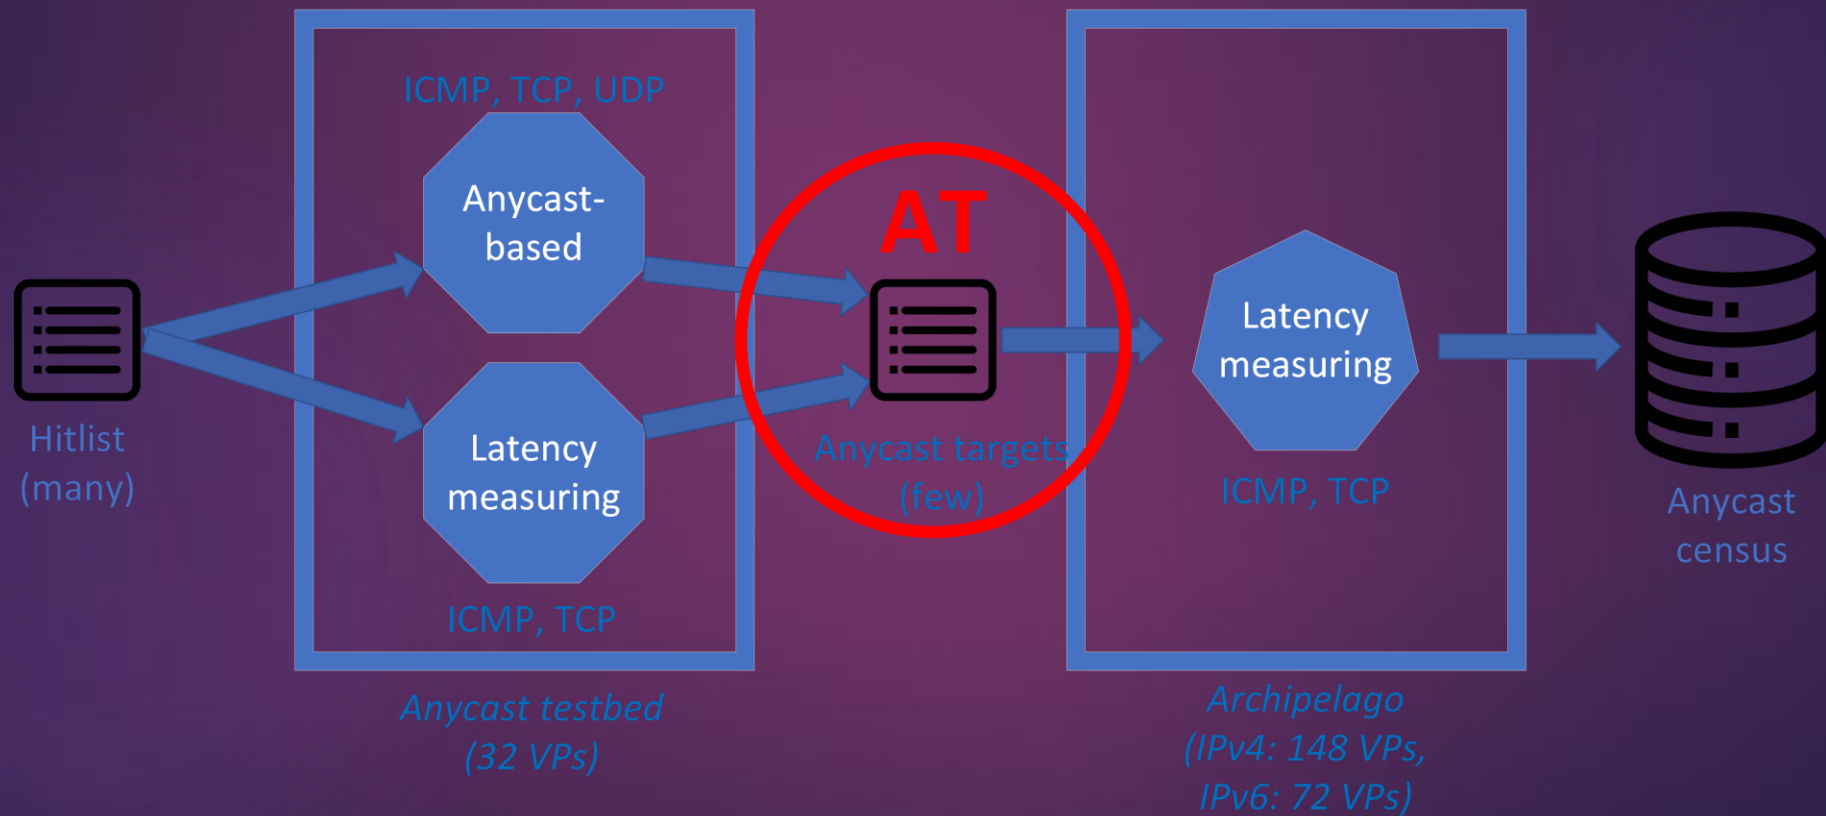 Hitlist
(many)
ICMP, TCP, UDP
Anycast-
based
Latency
measuring
ICMP, TCP
Anycast testbed
(32 VPs)
AT
Anycast targets
(few)
Latency
measuring
ICMP, TCP
Archipelago
(IPv4: 148 VPs,
IPv6: 72 VPs)
Anycast
census